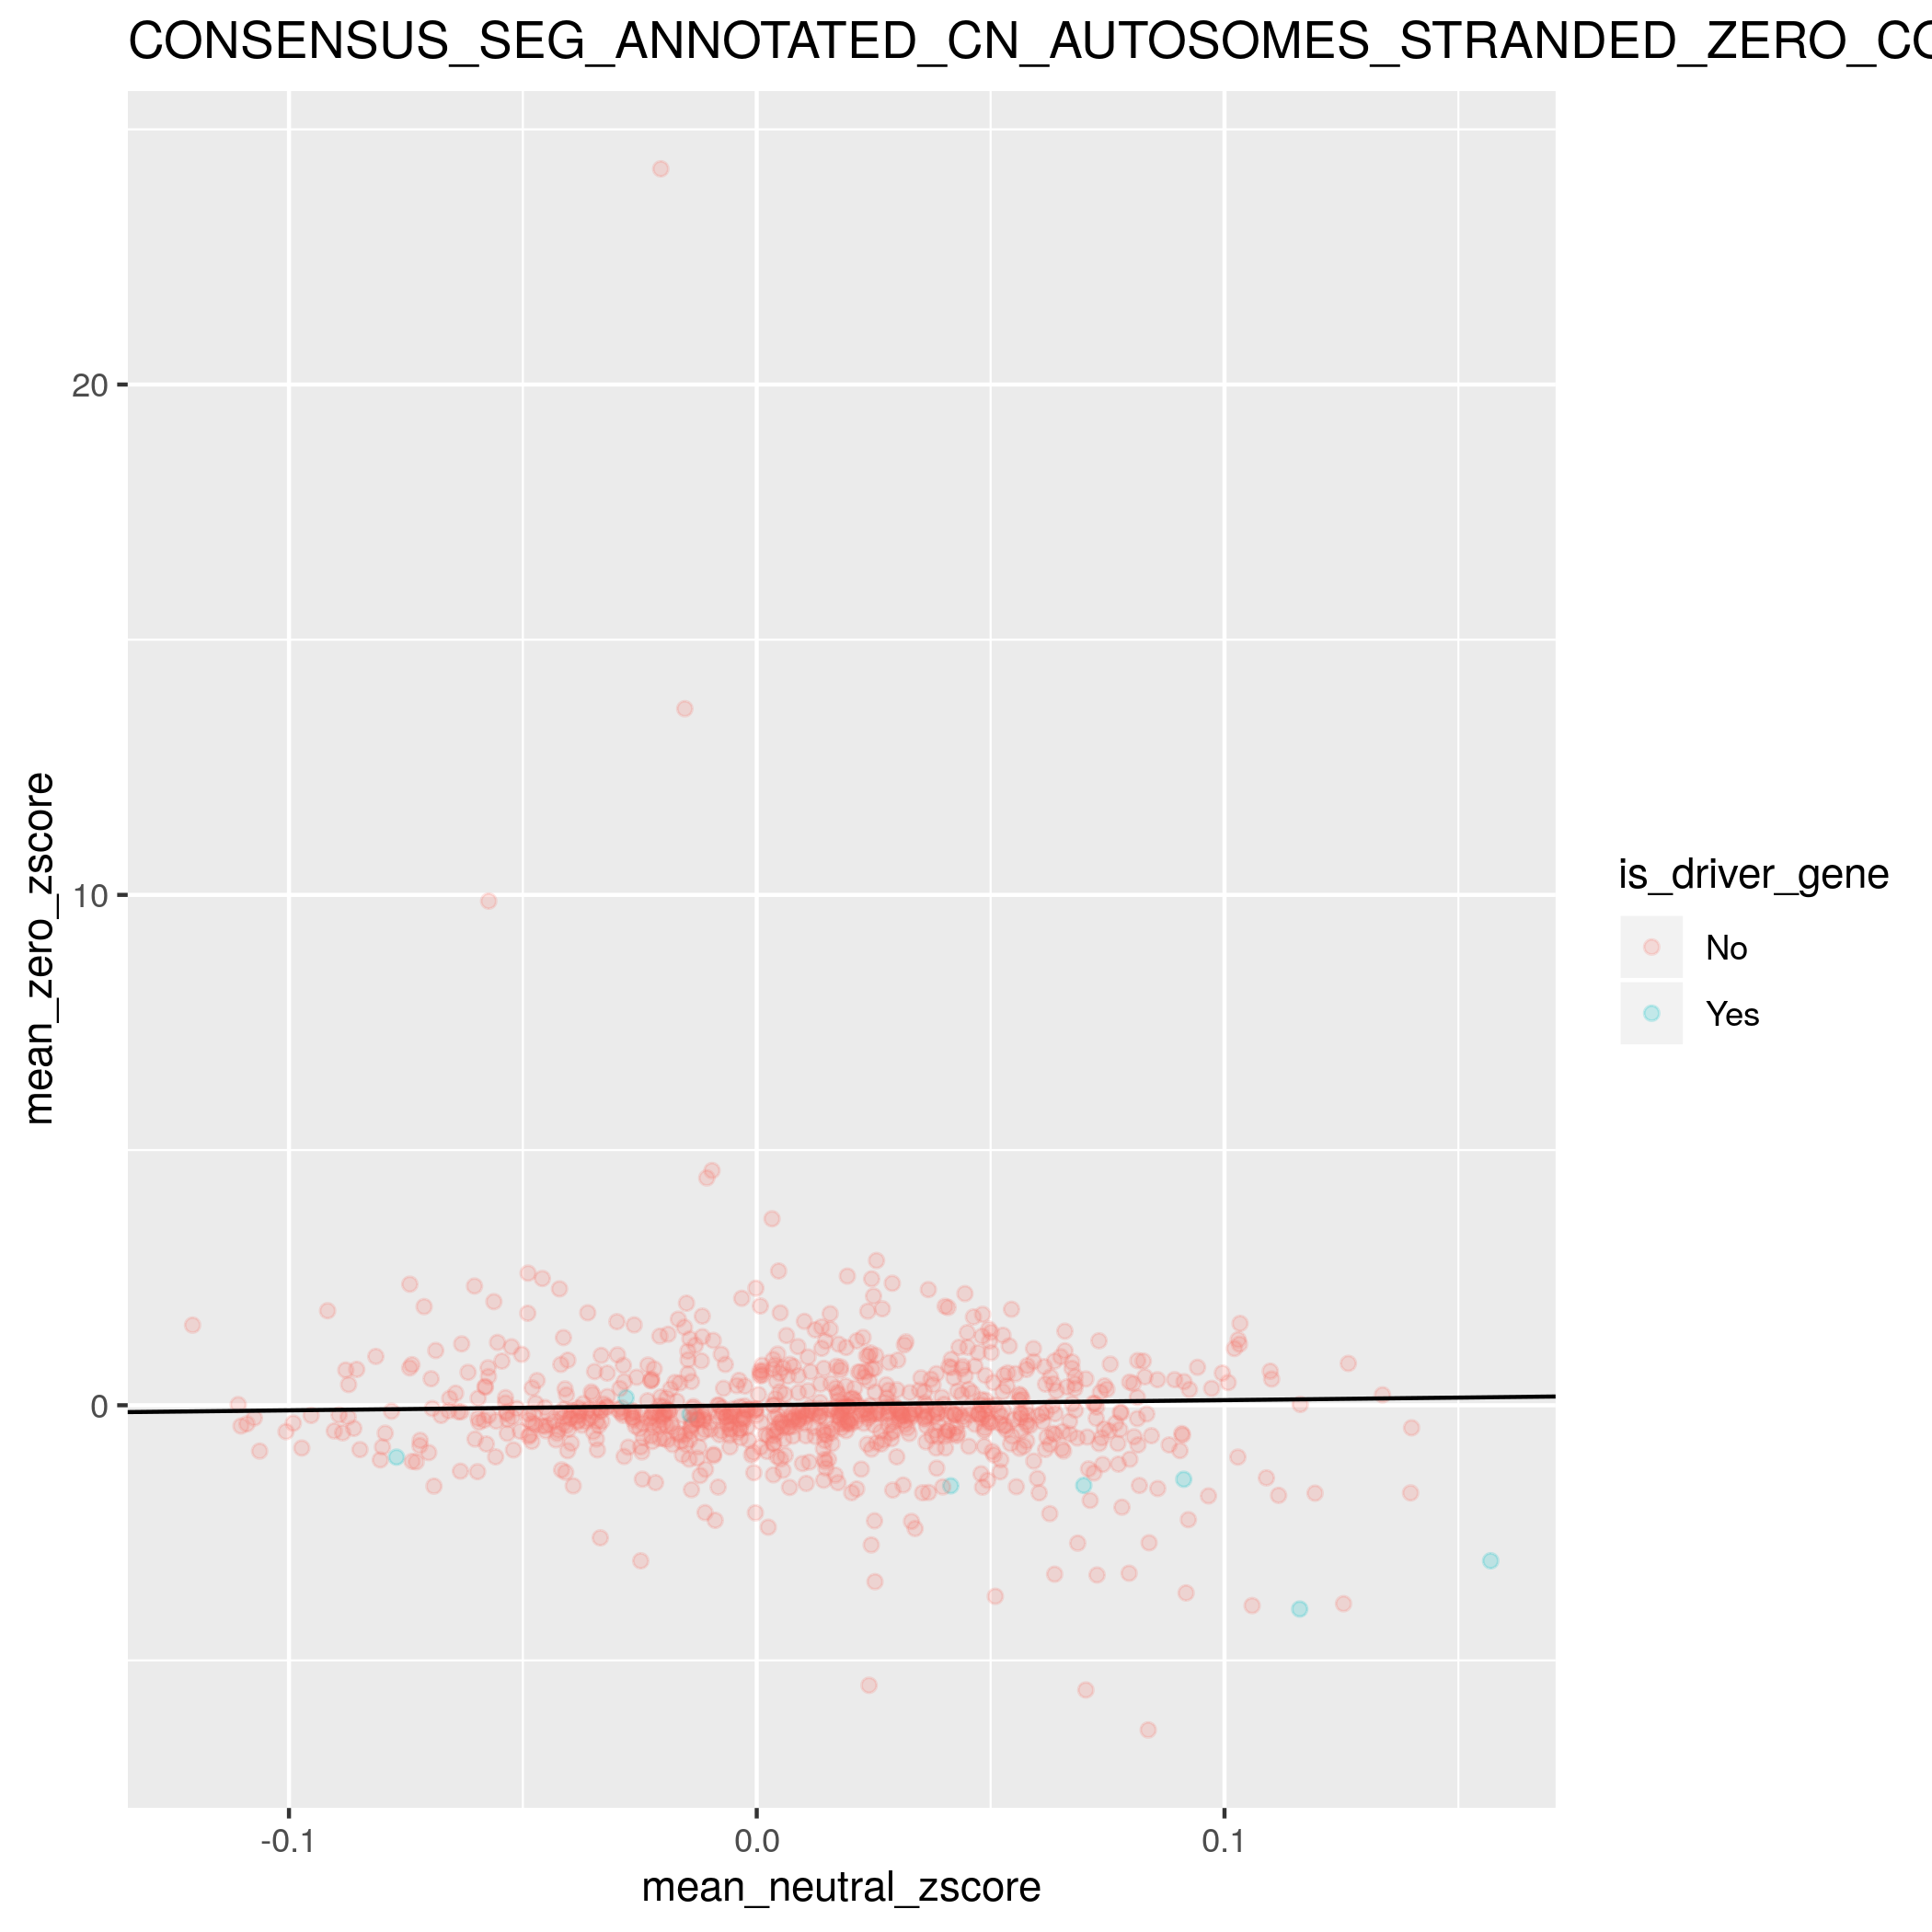 CONSENSUS_SEG_ANNOTATED_CN_AUTOSOMES_STRANDED_ZERO_CO
20
10
0
mean_zero_zscore
-0.1
0.0
0.1
mean_neutral_zscore
is_driver_gene
No
Yes